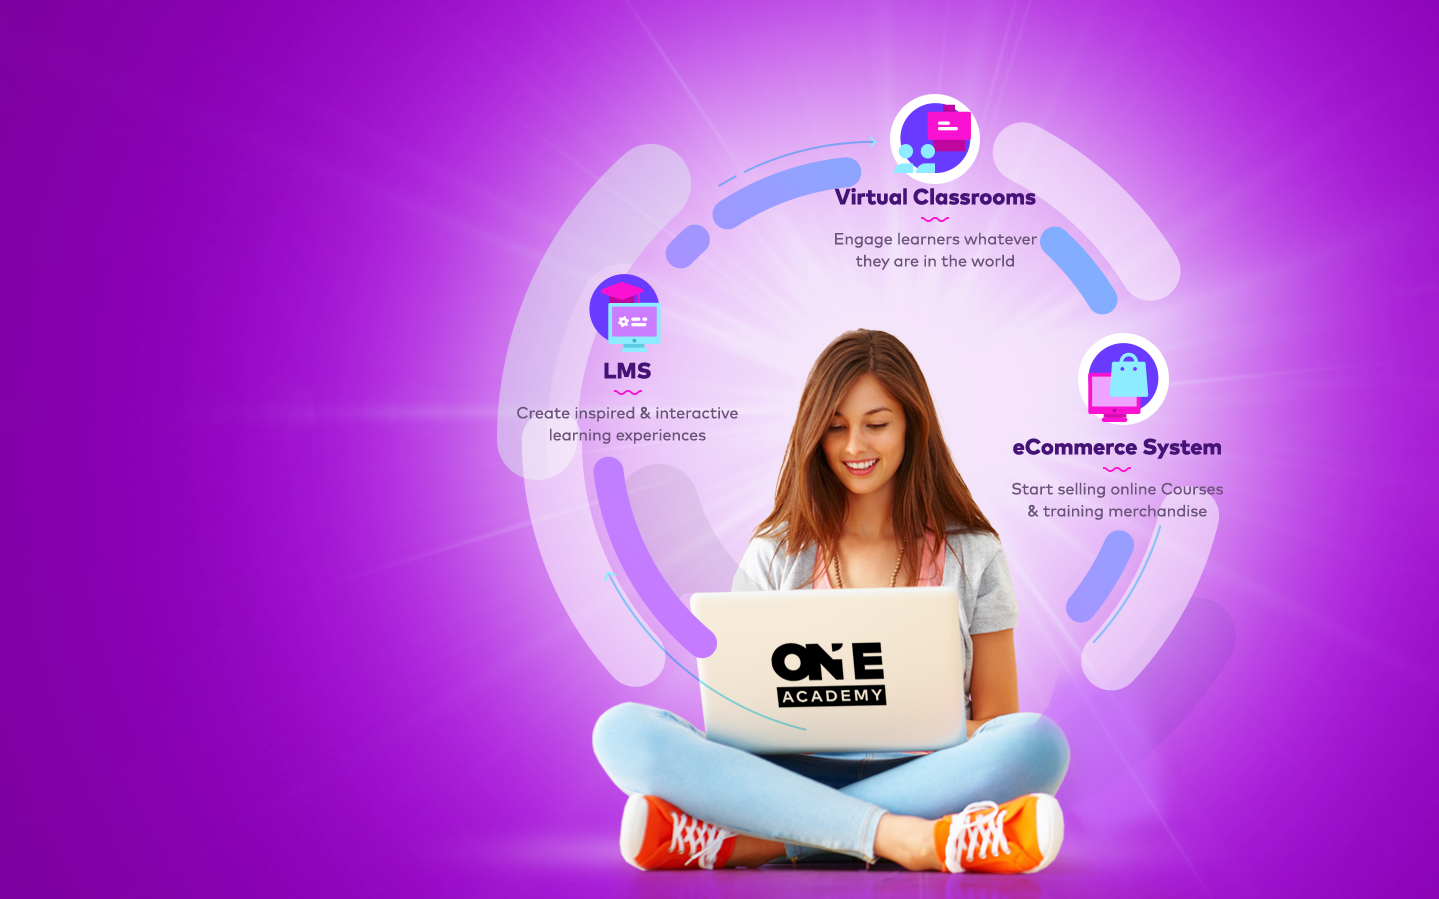 Virtual Classrooms
Engage learners whatever
they are in the world
LMS
Create inspired & interactive
learning experiences
eCommerce System
Start selling online Courses
& training merchandise
ONE
ACADEMY